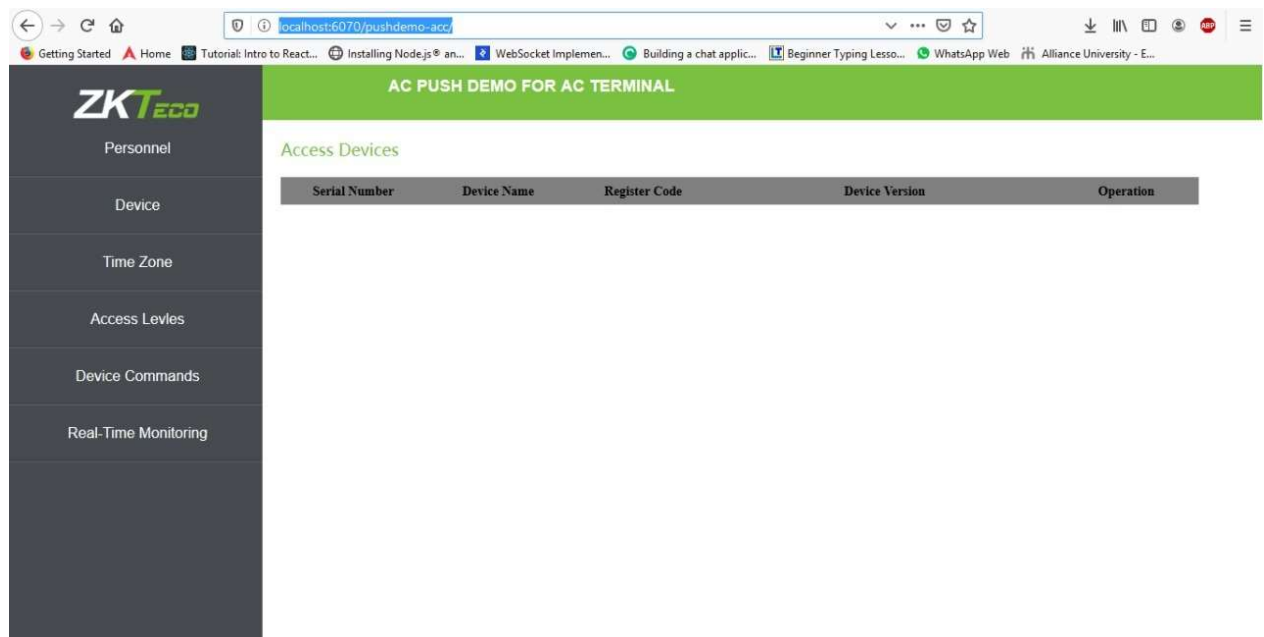 localhost:6070/pushdemo-acc/
Getting Started Home Tutorial: Intro to React... Installing Node.js® an... WebSocket Implemen... Building a chat applic... Beginner Typing Lesso... WhatsApp Web Alliance University - E...
ZKTeco
AC PUSH DEMO FOR AC TERMINAL
Personnel
Device
Time Zone
Access Levles
Device Commands
Real-Time Monitoring
Access Devices
Serial Number Device Name Register Code Device Version Operation
ABP
LT